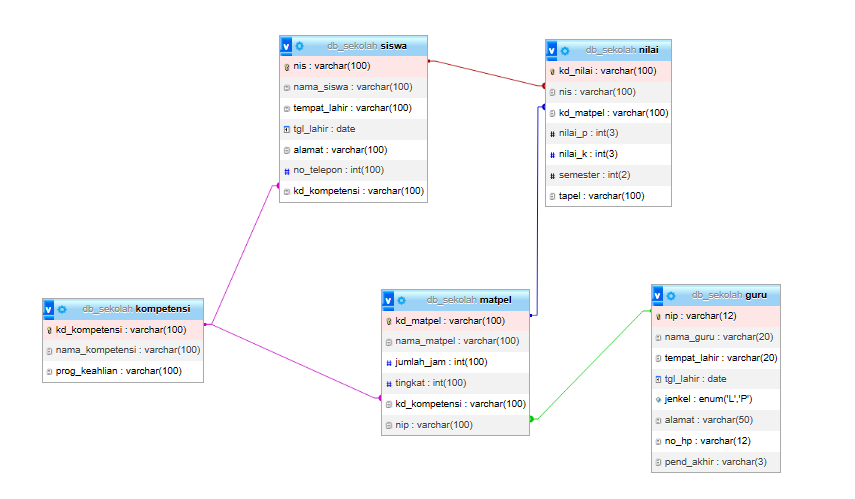 db_sekolah siswa
nis : varchar(100)
nama_siswa : varchar(100)
tempat_lahir : varchar(100)
tgl_lahir : date
alamat : varchar(100)
no_telepon : int(100)
kd_kompetensi : varchar(100)
db_sekolah nilai
kd_nilai : varchar(100)
nis : varchar(100)
kd_matpel : varchar(100)
nilai_p : int(3)
nilai_k : int(3)
semester : int(2)
tapel : varchar(100)
db_sekolah kompetensi
kd_kompetensi : varchar(100)
nama_kompetensi : varchar(100)
prog_keahlian : varchar(100)
db_sekolah matpel
kd_matpel : varchar(100)
nama_matpel : varchar(100)
jumlah_jam : int(100)
tingkat : int(100)
kd_kompetensi : varchar(100)
nip : varchar(100)
db_sekolah guru
nip : varchar(12)
nama_guru : varchar(20)
tempat_lahir : varchar(20)
tgl_lahir : date
jenkel : enum('L','P')
alamat : varchar(50)
no_hp : varchar(12)
pend_akhir : varchar(3)